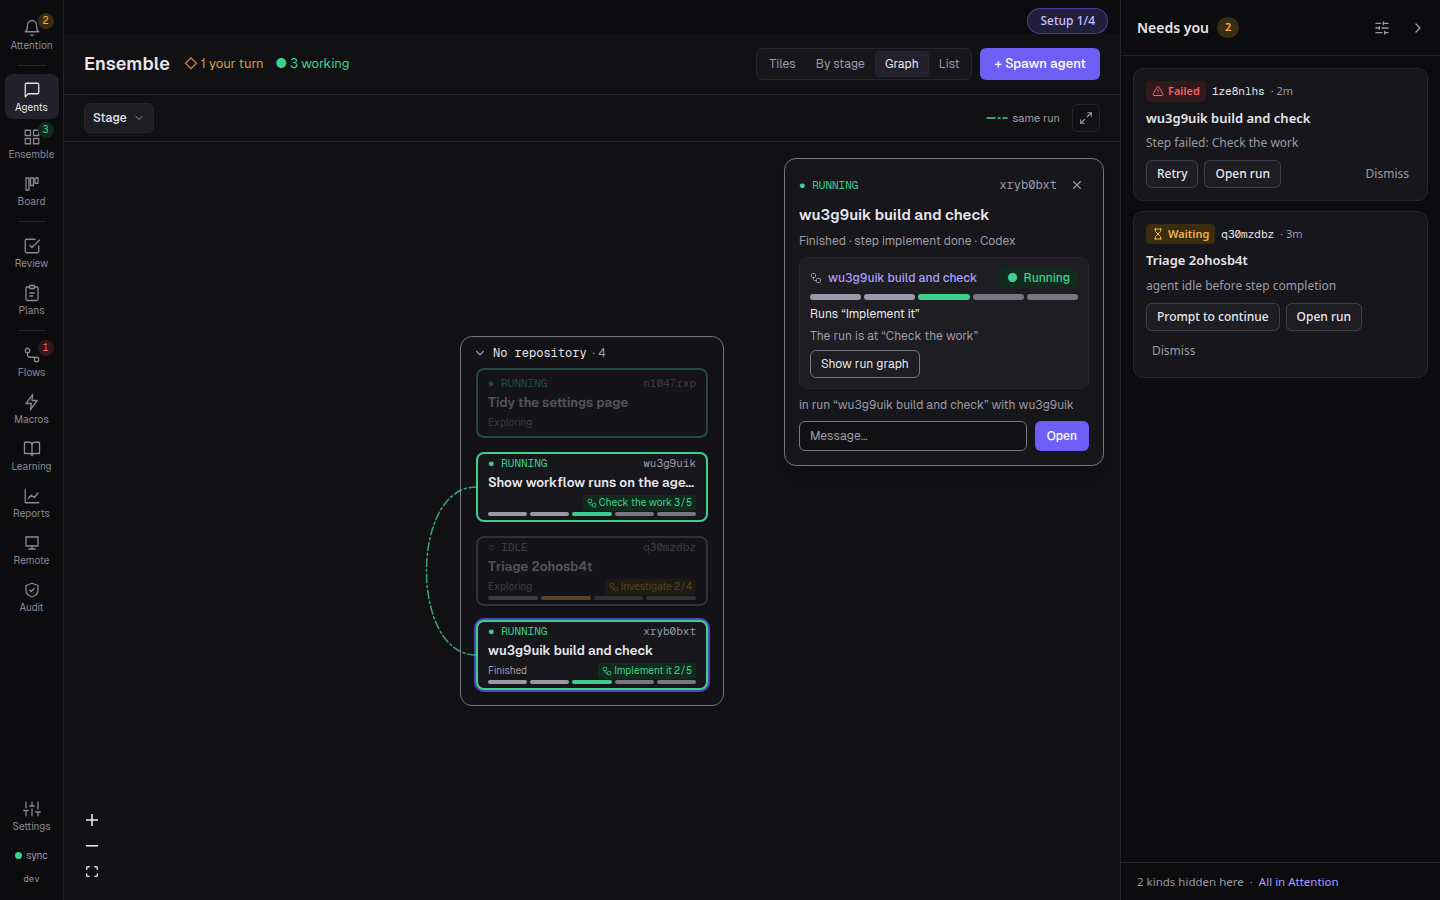 2
Attention
Agents
3
Ensemble
Board
Review
Plans
1
Flows
Macros
Learning
Reports
Remote
Audit
Settings
sync
dev
Setup 1/4
Ensemble
1 your turn
3 working
Tiles
By stage
Graph
List
+ Spawn agent
Stage
same run
No repository · 4
RUNNING
n1047rxp
Tidy the settings page
Exploring
RUNNING
wu3g9uik
Show workflow runs on the age…
Check the work 3/5
IDLE
q30mzdbz
Triage 2ohosb4t
Exploring
Investigate 2/4
RUNNING
xryb0bxt
wu3g9uik build and check
Finished
Implement it 2/5
RUNNING
xryb0bxt
wu3g9uik build and check
Finished · step implement done · Codex
wu3g9uik build and check
Running
Runs “Implement it”
The run is at “Check the work”
Show run graph
in run “wu3g9uik build and check” with wu3g9uik
Message…
Open
Needs you 2
Failed 1ze8nlhs · 2m
wu3g9uik build and check
Step failed: Check the work
Retry
Open run
Dismiss
Waiting q30mzdbz · 3m
Triage 2ohosb4t
agent idle before step completion
Prompt to continue
Open run
Dismiss
2 kinds hidden here · All in Attention